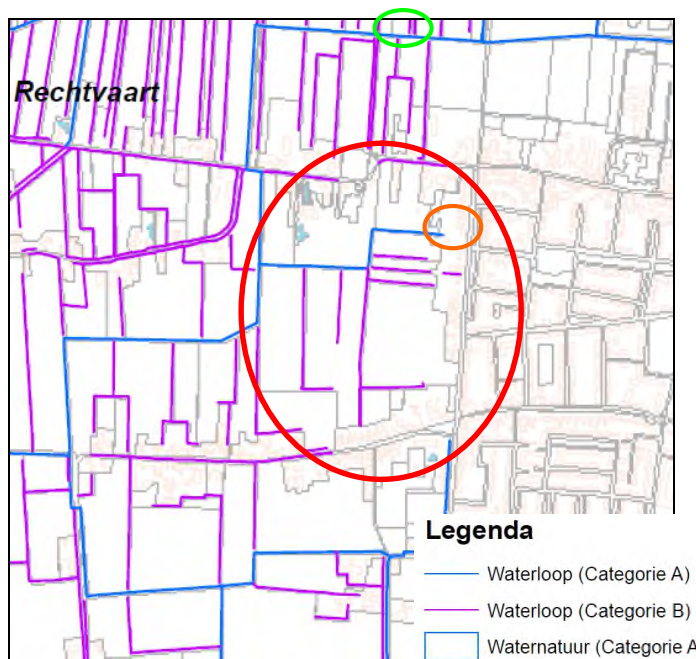 Rechtvaart
Legenda
Waterloop (Categorie A)
Waterloop (Categorie B)
Waternatuur (Categorie A